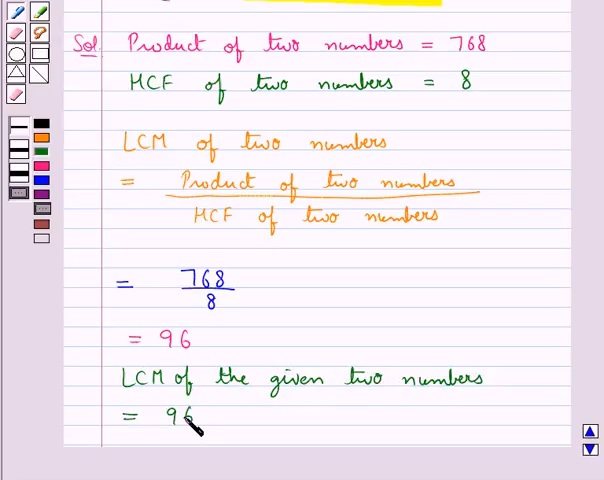 Sol. Product of two numbers = 768
HCF of two numbers = 8
LCM of two numbers
= Product of two numbers
HCF of two numbers
= 768
8
= 96
LCM of the given two numbers
= 96